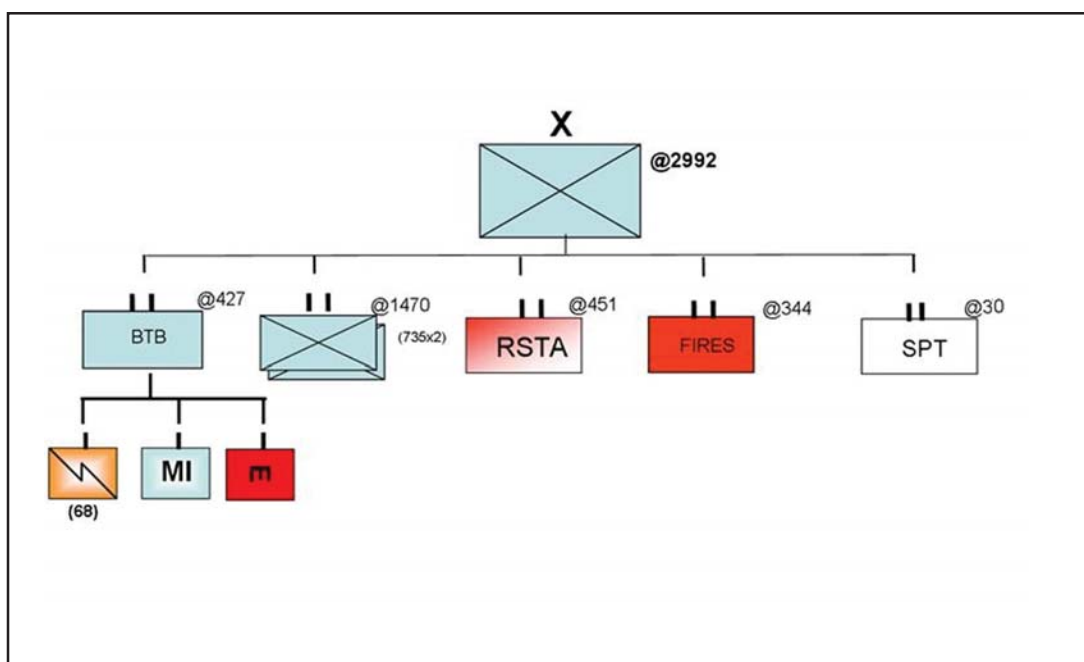 X
@2992
@427
BTB
@1470
(735x2)
@451
RSTA
@344
FIRES
@30
SPT
(68)
MI
E